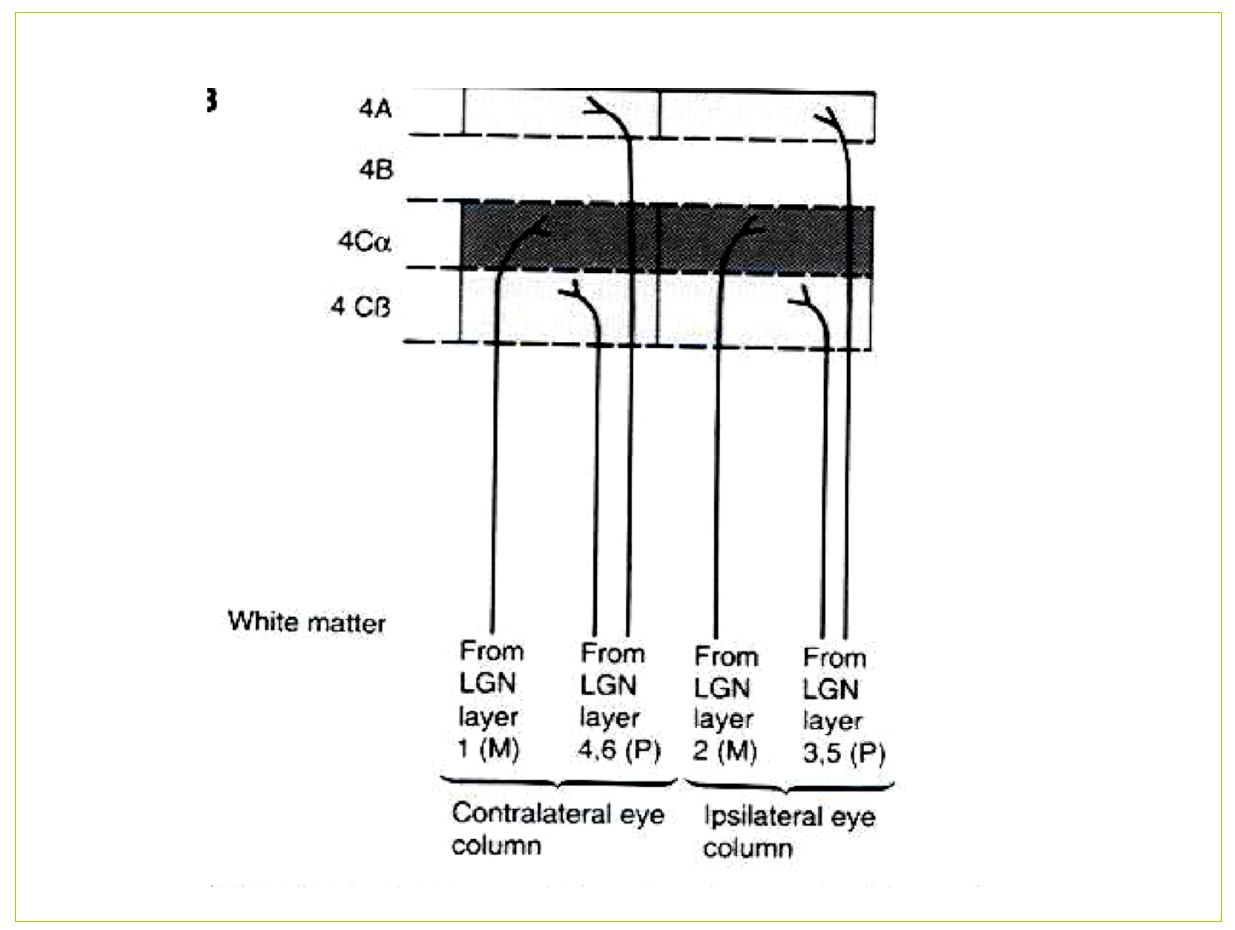 4A
4B
4Cα
4 Cß
White matter
From
LGN
layer
1 (M)
From
LGN
layer
4,6 (P)
From
LGN
layer
2 (M)
From
LGN
layer
3,5 (P)
Contralateral eye
column
Ipsilateral eye
column